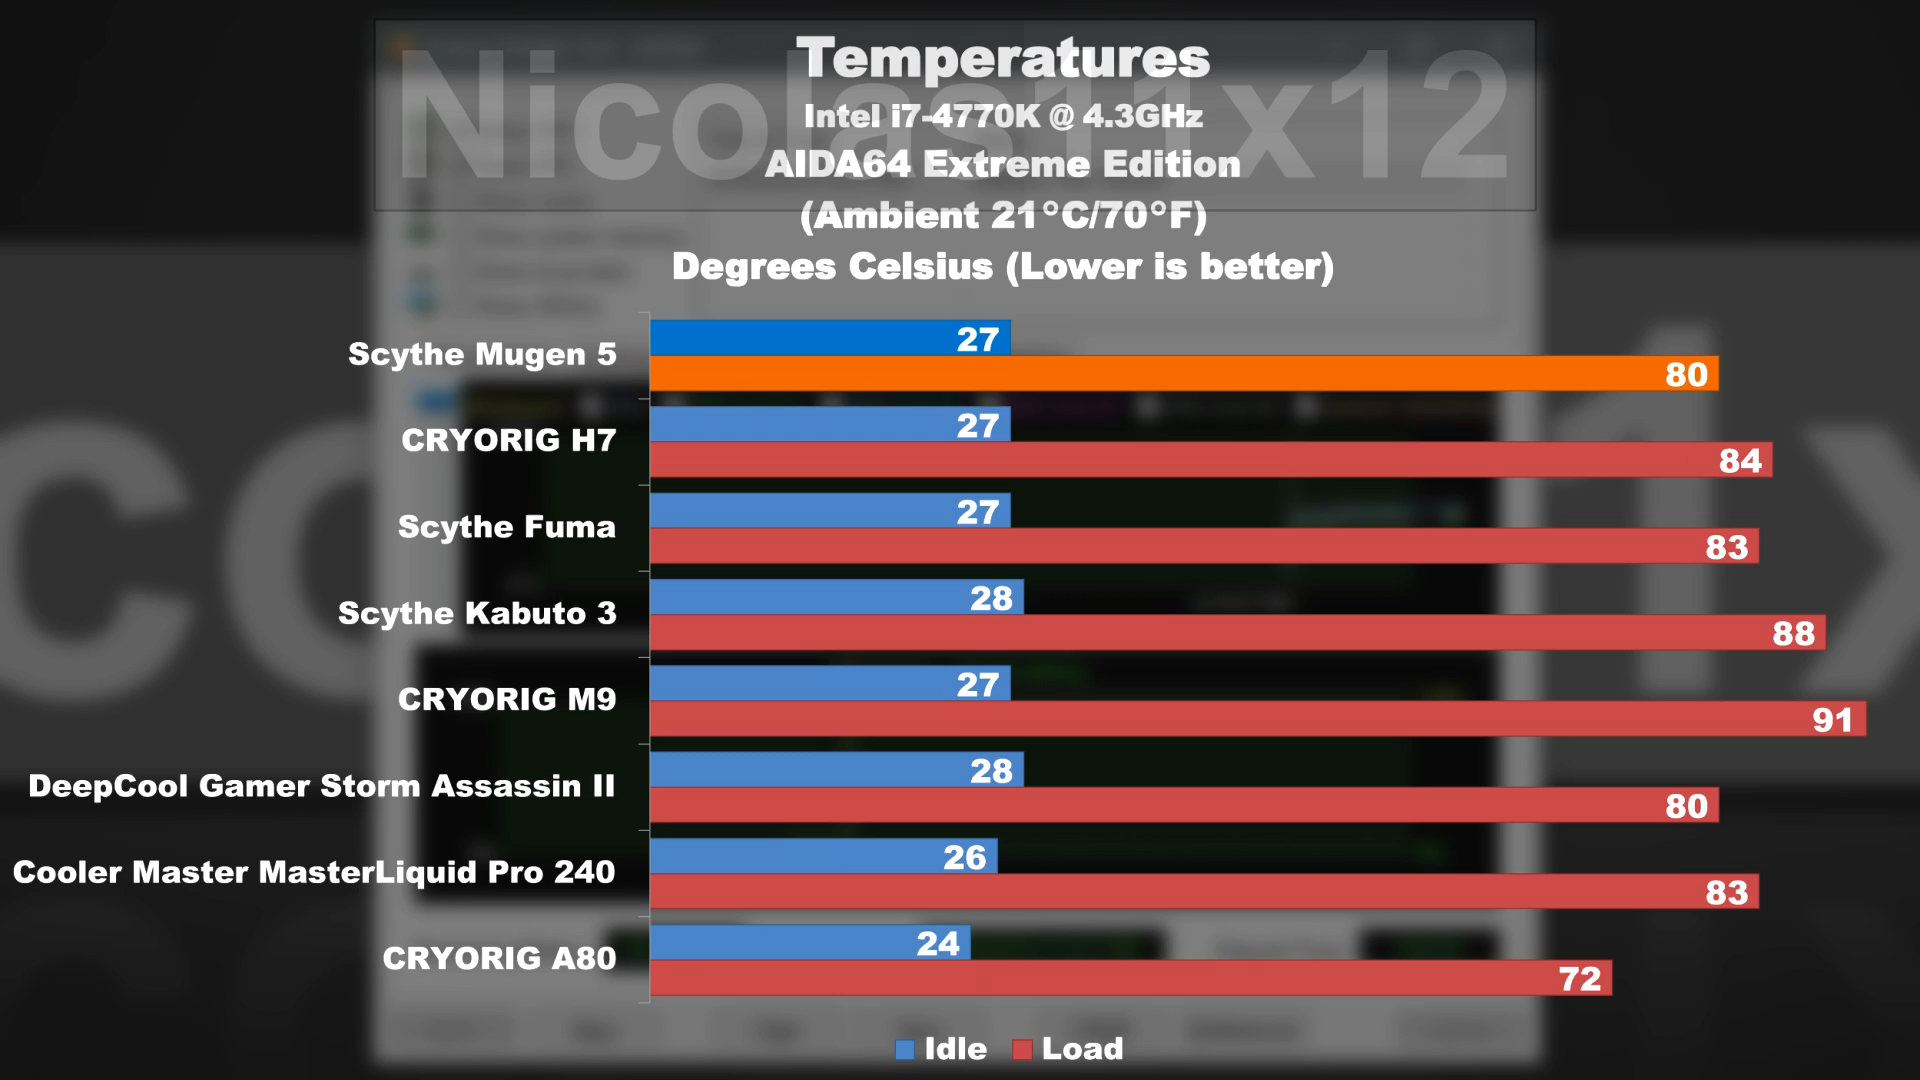 Nicolas11x12
Temperatures
Intel i7-4770K @ 4.3GHz
AIDA64 Extreme Edition
(Ambient 21°C/70°F)
Degrees Celsius (Lower is better)
Scythe Mugen 5
27
80
CRYORIG H7
27
84
Scythe Fuma
27
83
Scythe Kabuto 3
28
88
CRYORIG M9
27
91
DeepCool Gamer Storm Assassin II
28
80
Cooler Master MasterLiquid Pro 240
26
83
CRYORIG A80
24
72
Idle Load